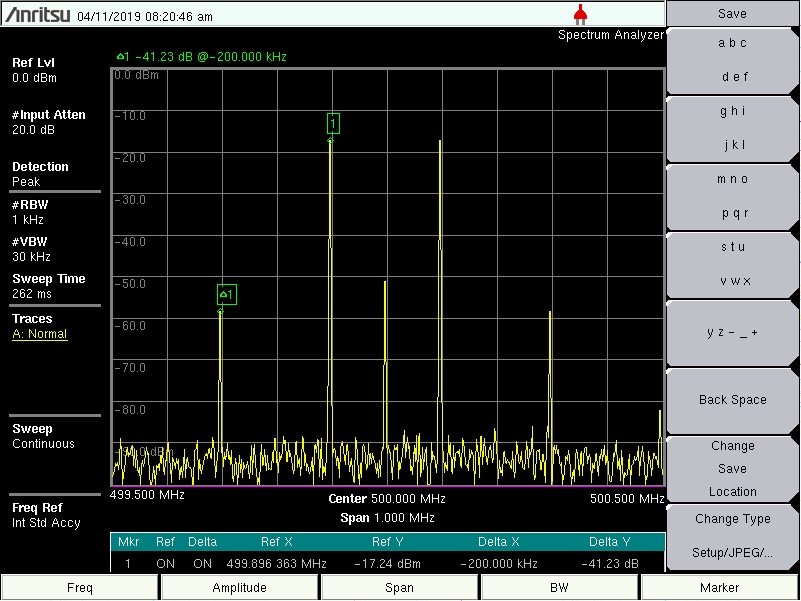 Anritsu 04/11/2019 08:20:46 am
Save
Spectrum Analyzer
Ref Lvl
0.0 dBm
#Input Atten
20.0 dB
Detection
Peak
#RBW
1 kHz
#VBW
30 kHz
Sweep Time
262 ms
Traces
A: Normal
Sweep
Continuous
Freq Ref
Int Std Accy
△1 -41.23 dB @-200.000 kHz
0.0 dBm
-10.0
1
-20.0
-30.0
-40.0
-50.0
△1
-60.0
-70.0
-80.0
499.500 MHz
Center 500.000 MHz
500.500 MHz
Span 1.000 MHz
Mkr Ref Delta Ref X Ref Y Delta X Delta Y
1 ON ON 499.896 363 MHz -17.24 dBm -200.000 kHz -41.23 dB
a b c
d e f
g h i
j k l
m n o
p q r
s t u
v w x
y z - _ +
Back Space
Change
Save
Location
Change Type
Setup/JPEG/...
Freq
Amplitude
Span
BW
Marker